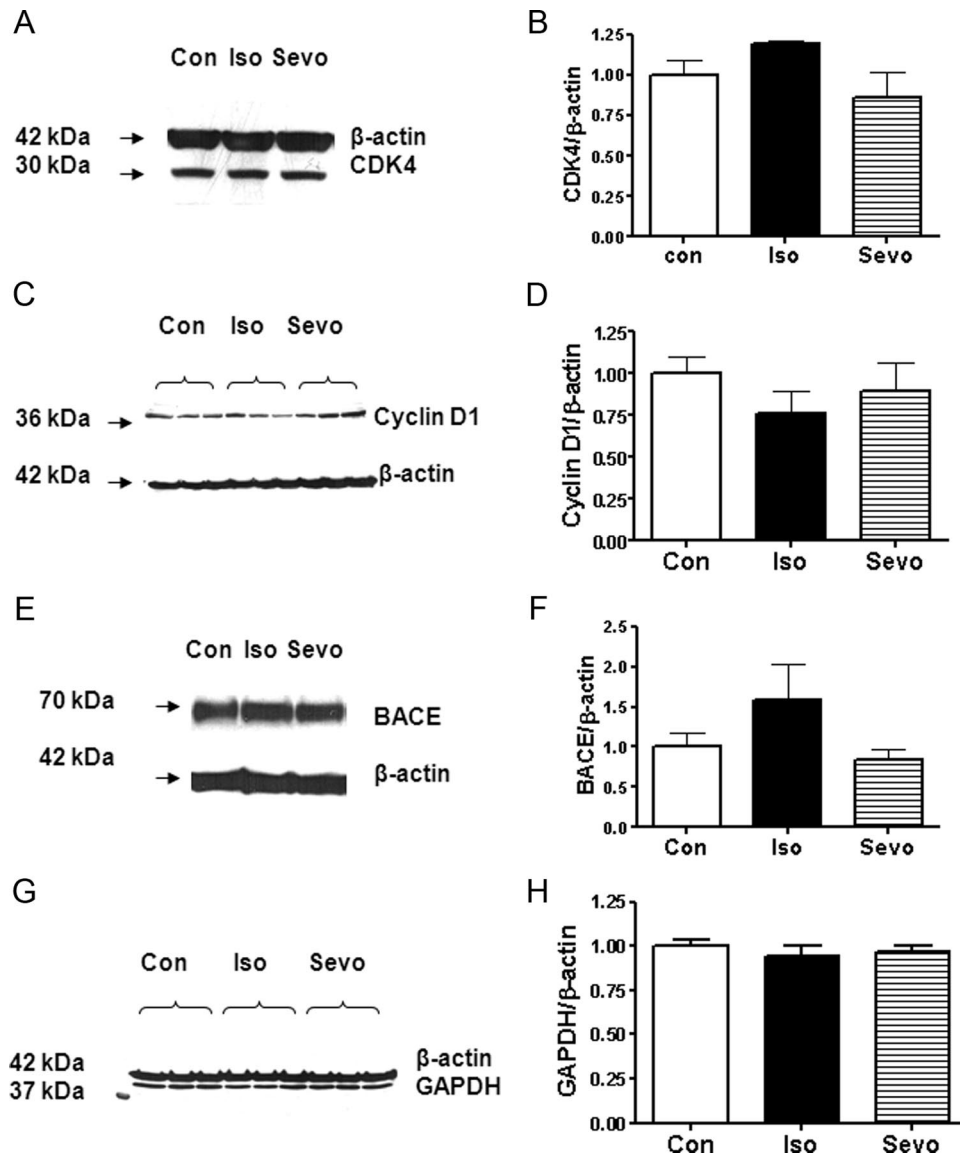 A
Con Iso Sevo
42 kDa
β-actin
30 kDa
CDK4
B
CDK4/β-actin
1.25
1.00
0.75
0.50
0.25
0.00
con Iso Sevo
C
Con Iso Sevo
36 kDa
Cyclin D1
42 kDa
β-actin
D
Cyclin D1/β-actin
1.25
1.00
0.75
0.50
0.25
0.00
Con Iso Sevo
E
Con Iso Sevo
70 kDa
BACE
42 kDa
β-actin
F
BACE/β-actin
2.5
2.0
1.5
1.0
0.5
0.0
Con Iso Sevo
G
Con Iso Sevo
42 kDa
β-actin
37 kDa
GAPDH
H
GAPDH/β-actin
1.25
1.00
0.75
0.50
0.25
0.00
Con Iso Sevo